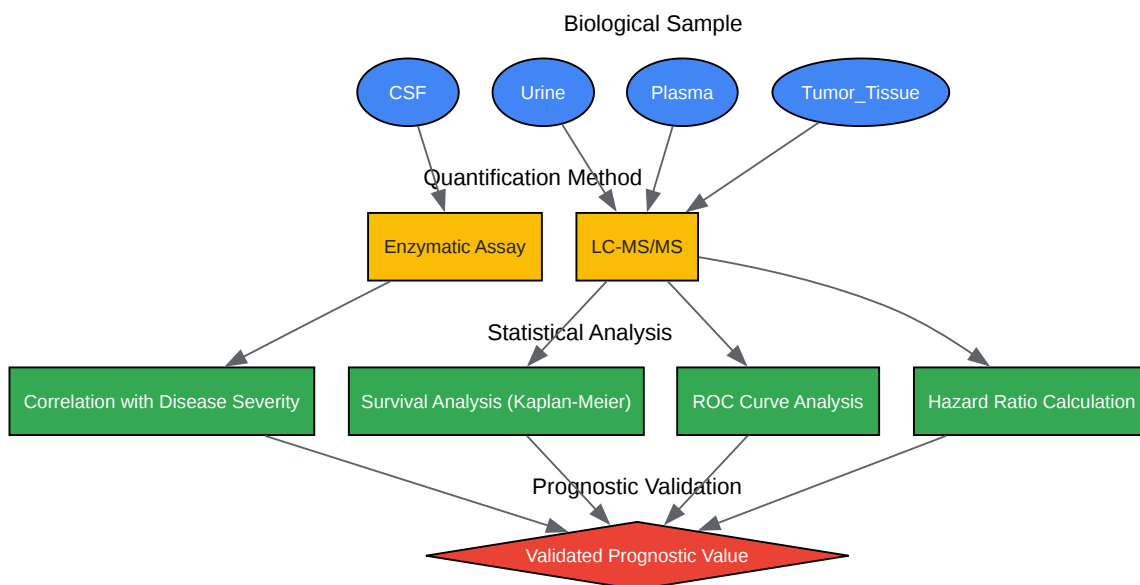 Biological Sample
CSF
Urine
Plasma
Tumor_Tissue
Quantification Method
Enzymatic Assay
LC-MS/MS
Statistical Analysis
Correlation with Disease Severity
Survival Analysis (Kaplan-Meier)
ROC Curve Analysis
Hazard Ratio Calculation
Prognostic Validation
Validated Prognostic Value